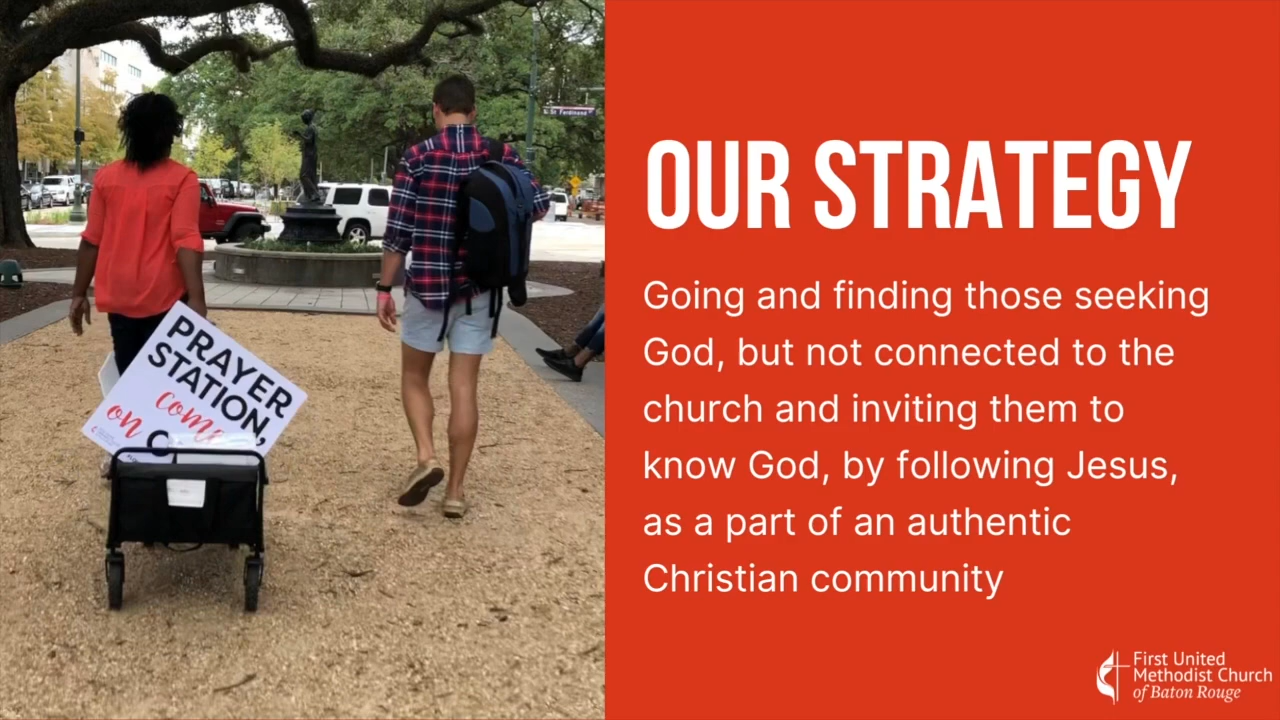 St Ferdinand
PRAYER
STATION,
come
on
OUR STRATEGY
Going and finding those seeking
God, but not connected to the
church and inviting them to
know God, by following Jesus,
as a part of an authentic
Christian community
First United
Methodist Church
of Baton Rouge